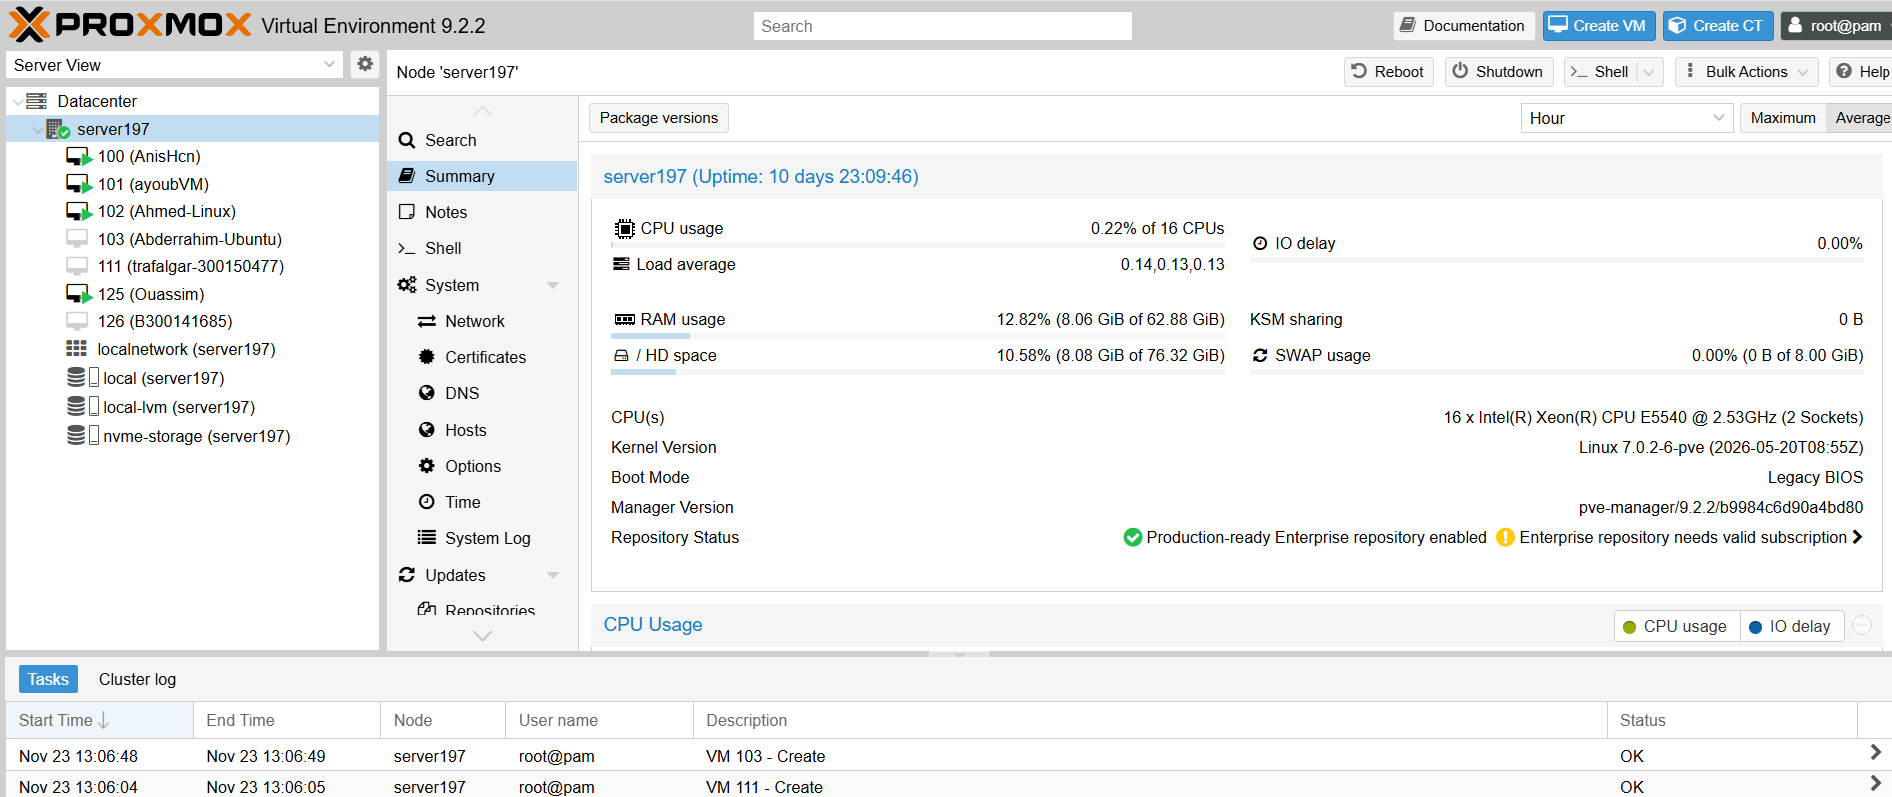 PROXMOX Virtual Environment 9.2.2
Search
Documentation
Create VM
Create CT
root@pam
Server View
Datacenter
server197
100 (AnisHcn)
101 (ayoubVM)
102 (Ahmed-Linux)
103 (Abderrahim-Ubuntu)
111 (trafalgar-300150477)
125 (Ouassim)
126 (B300141685)
localnetwork (server197)
local (server197)
local-lvm (server197)
nvme-storage (server197)
Node 'server197'
Reboot
Shutdown
Shell
Bulk Actions
Help
Search
Summary
Notes
Shell
System
Network
Certificates
DNS
Hosts
Options
Time
System Log
Updates
Repositories
Package versions
Hour
Maximum
Average
server197 (Uptime: 10 days 23:09:46)
CPU usage 0.22% of 16 CPUs
Load average 0.14,0.13,0.13
IO delay 0.00%
RAM usage 12.82% (8.06 GiB of 62.88 GiB)
KSM sharing 0 B
/ HD space 10.58% (8.08 GiB of 76.32 GiB)
SWAP usage 0.00% (0 B of 8.00 GiB)
CPU(s) 16 x Intel(R) Xeon(R) CPU E5540 @ 2.53GHz (2 Sockets)
Kernel Version Linux 7.0.2-6-pve (2026-05-20T08:55Z)
Boot Mode Legacy BIOS
Manager Version pve-manager/9.2.2/b9984c6d90a4bd80
Repository Status Production-ready Enterprise repository enabled Enterprise repository needs valid subscription
CPU Usage
CPU usage
IO delay
Tasks
Cluster log
Start Time End Time Node User name Description Status
Nov 23 13:06:48 Nov 23 13:06:49 server197 root@pam VM 103 - Create OK
Nov 23 13:06:04 Nov 23 13:06:05 server197 root@pam VM 111 - Create OK